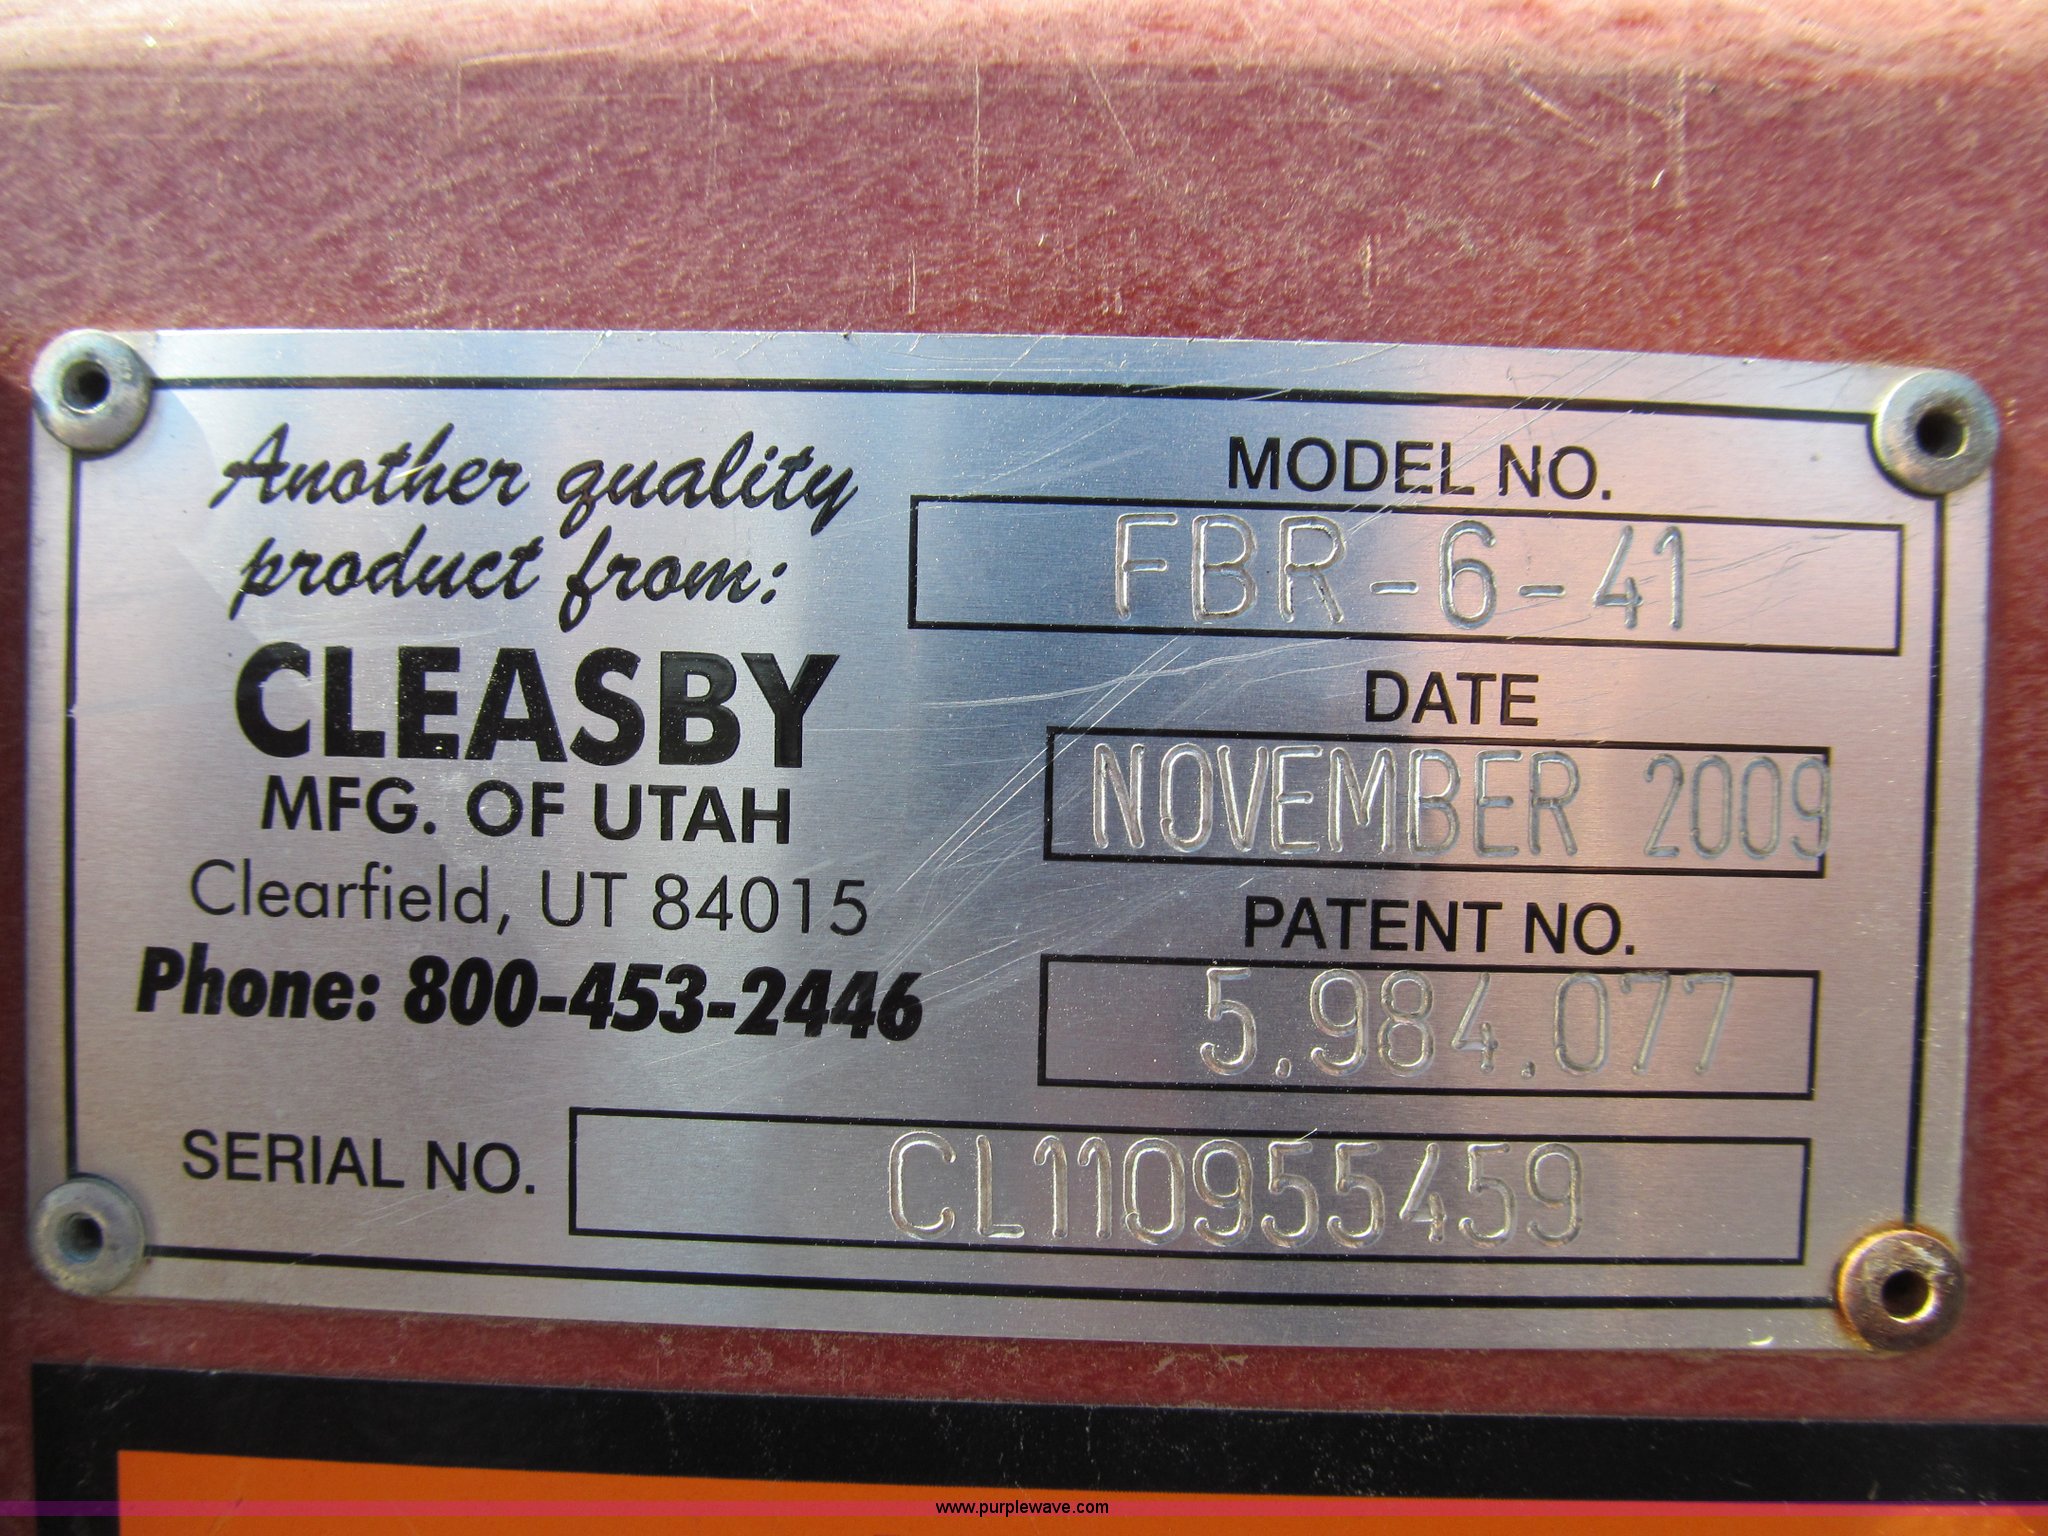 Another quality
product from:
CLEASBY
MFG. OF UTAH
Clearfield, UT 84015
Phone: 800-453-2446
MODEL NO.
FBR-6-41
DATE
NOVEMBER 2009
PATENT NO.
5.984.077
SERIAL NO. CL110955459
www.purplewave.com